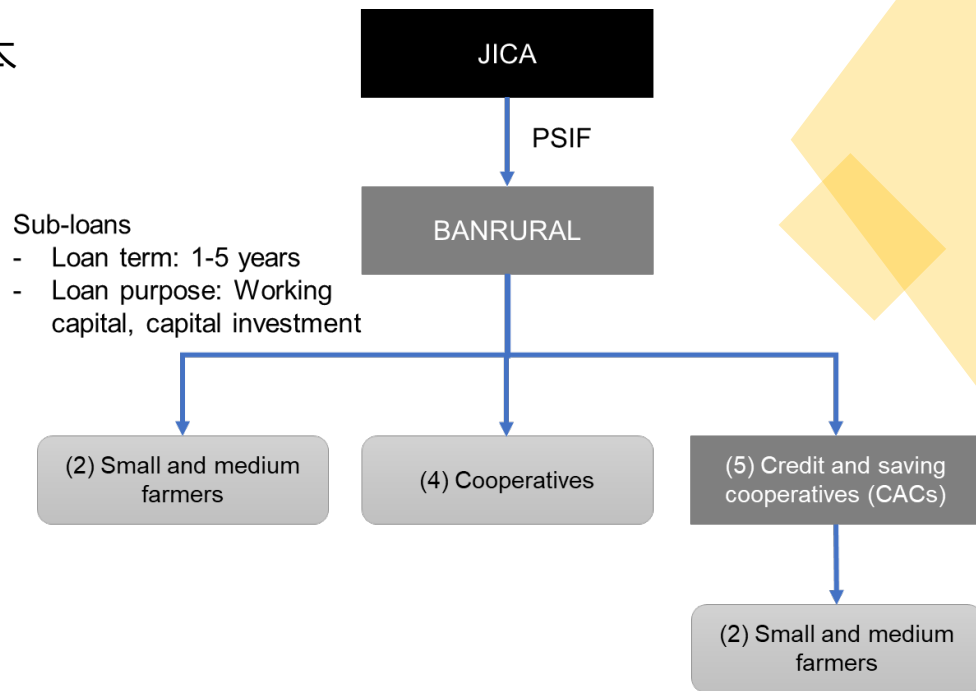 JICA
PSIF
BANRURAL
Sub-loans
- Loan term: 1-5 years
- Loan purpose: Working
capital, capital investment
(2) Small and medium
farmers
(4) Cooperatives
(5) Credit and saving
cooperatives (CACs)
(2) Small and medium
farmers